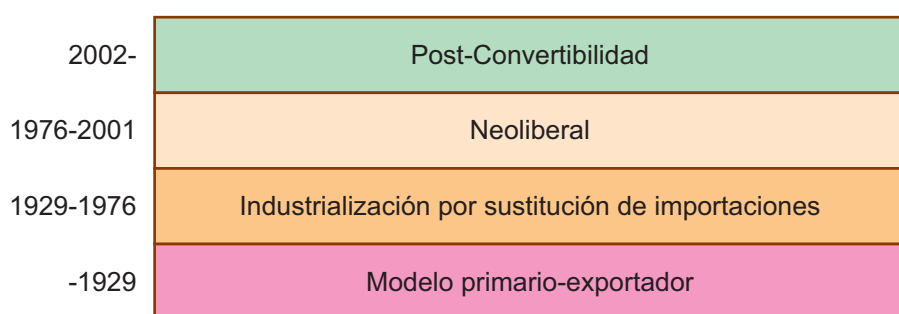 2002- Post-Convertibilidad
1976-2001 Neoliberal
1929-1976 Industrialización por sustitución de importaciones
-1929 Modelo primario-exportador